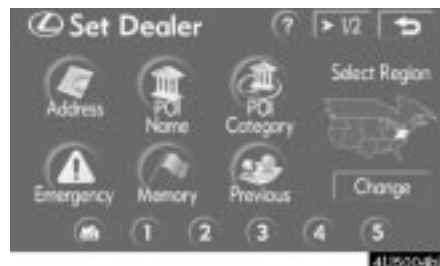 Set Dealer ? > 1/2
Select Region
Address POI Name POI Category
Emergency Memory Previous
Change
1 2 3 4 5
4U5004bG